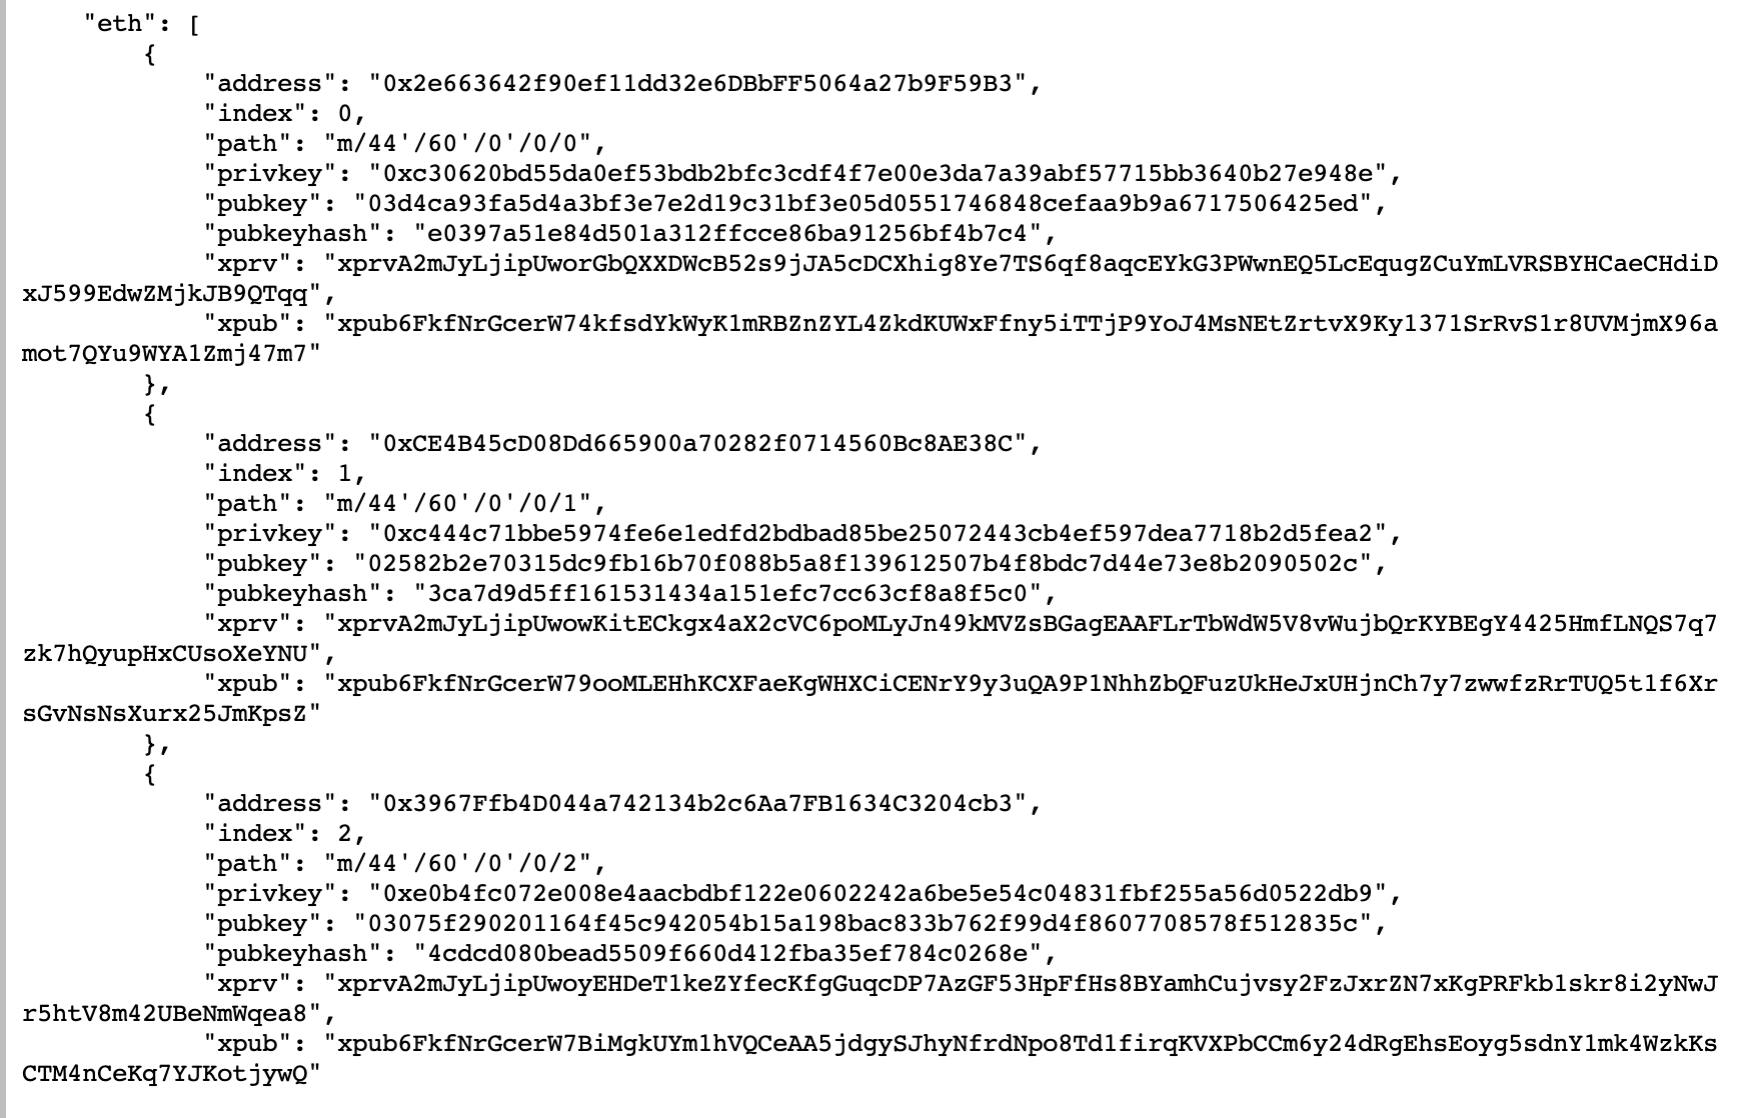 "eth": [
{
"address": "0x2e663642f90ef11dd32e6DBbFF5064a27b9F59B3",
"index": 0,
"path": "m/44'/60'/0'/0/0",
"privkey": "0xc30620bd55da0ef53bdb2bfc3cdf4f7e00e3da7a39abf57715bb3640b27e948e",
"pubkey": "03d4ca93fa5d4a3bf3e7e2d19c31bf3e05d0551746848cefaa9b9a6717506425ed",
"pubkeyhash": "e0397a51e84d501a312ffcce86ba91256bf4b7c4",
"xprv": "xprvA2mJyLjipUworGbQXXDWcB52s9jJA5cDCXhig8Ye7TS6qf8aqcEYkG3PWwnEQ5LcEqugZCuYmLVRSBYHCaeCHdiD
xJ599EdwZMjkJB9QTqq",
"xpub": "xpub6FkfNrGcerW74kfsdYkWyK1mRBZnZYL4ZkdKUWxFfny5iTTjP9YoJ4MsNEtZrtvX9Ky1371SrRvS1r8UVMjmX96a
mot7QYu9WYA1Zmj47m7"
},
{
"address": "0xCE4B45cD08Dd665900a70282f0714560Bc8AE38C",
"index": 1,
"path": "m/44'/60'/0'/0/1",
"privkey": "0xc444c71bbe5974fe6e1edfd2bdbad85be25072443cb4ef597dea7718b2d5fea2",
"pubkey": "02582b2e70315dc9fb16b70f088b5a8f139612507b4f8bdc7d44e73e8b2090502c",
"pubkeyhash": "3ca7d9d5ff161531434a151efc7cc63cf8a8f5c0",
"xprv": "xprvA2mJyLjipUwowKitECkgx4aX2cVC6poMLyJn49kMVZsBGagEAAFLrTbWdW5V8vWujbQrKYBEgY4425HmfLNQS7q7
zk7hQyupHxCUsoXeYNU",
"xpub": "xpub6FkfNrGcerW79ooMLEHhKCXFaeKgWHXCiCENrY9y3uQA9P1NhhZbQFuzUkHeJxUHjnCh7y7zwwfzRrTUQ5t1f6Xr
sGvNsNsXurx25JmKpsZ"
},
{
"address": "0x3967Ffb4D044a742134b2c6Aa7FB1634C3204cb3",
"index": 2,
"path": "m/44'/60'/0'/0/2",
"privkey": "0xe0b4fc072e008e4aacbdbf122e0602242a6be5e54c04831fbf255a56d0522db9",
"pubkey": "03075f290201164f45c942054b15a198bac833b762f99d4f8607708578f512835c",
"pubkeyhash": "4cdcd080bead5509f660d412fba35ef784c0268e",
"xprv": "xprvA2mJyLjipUwoyEHDeT1keZYfecKfgGuqcDP7AzGF53HpFfHs8BYamhCujvsy2FzJxrZN7xKgPRFkb1skr8i2yNwJ
r5htV8m42UBeNmWqea8",
"xpub": "xpub6FkfNrGcerW7BiMgkUYm1hVQCeAA5jdgySJhyNfrdNpo8Td1firqKVXPbCCm6y24dRgEhsEoyg5sdnY1mk4WzkKs
CTM4nCeKq7YJKotjywQ"